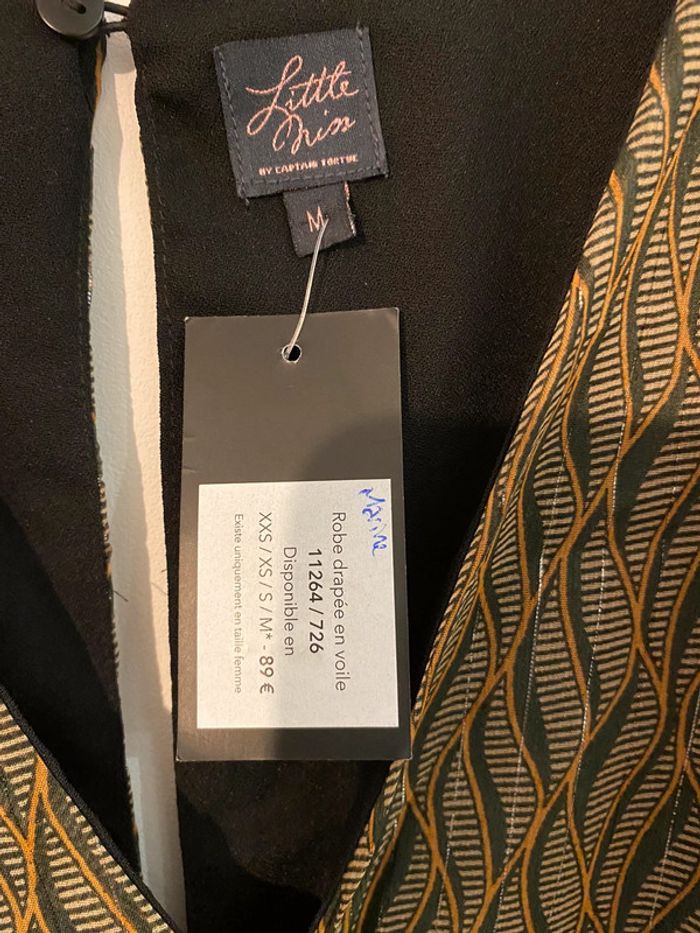 Little
Miss
BY CAPTAIN TORTUE
M
Marine
Robe drapée en voile
11264 / 726
Disponible en
XXS / XS / S / M* - 89 €
Existe uniquement en taille femme